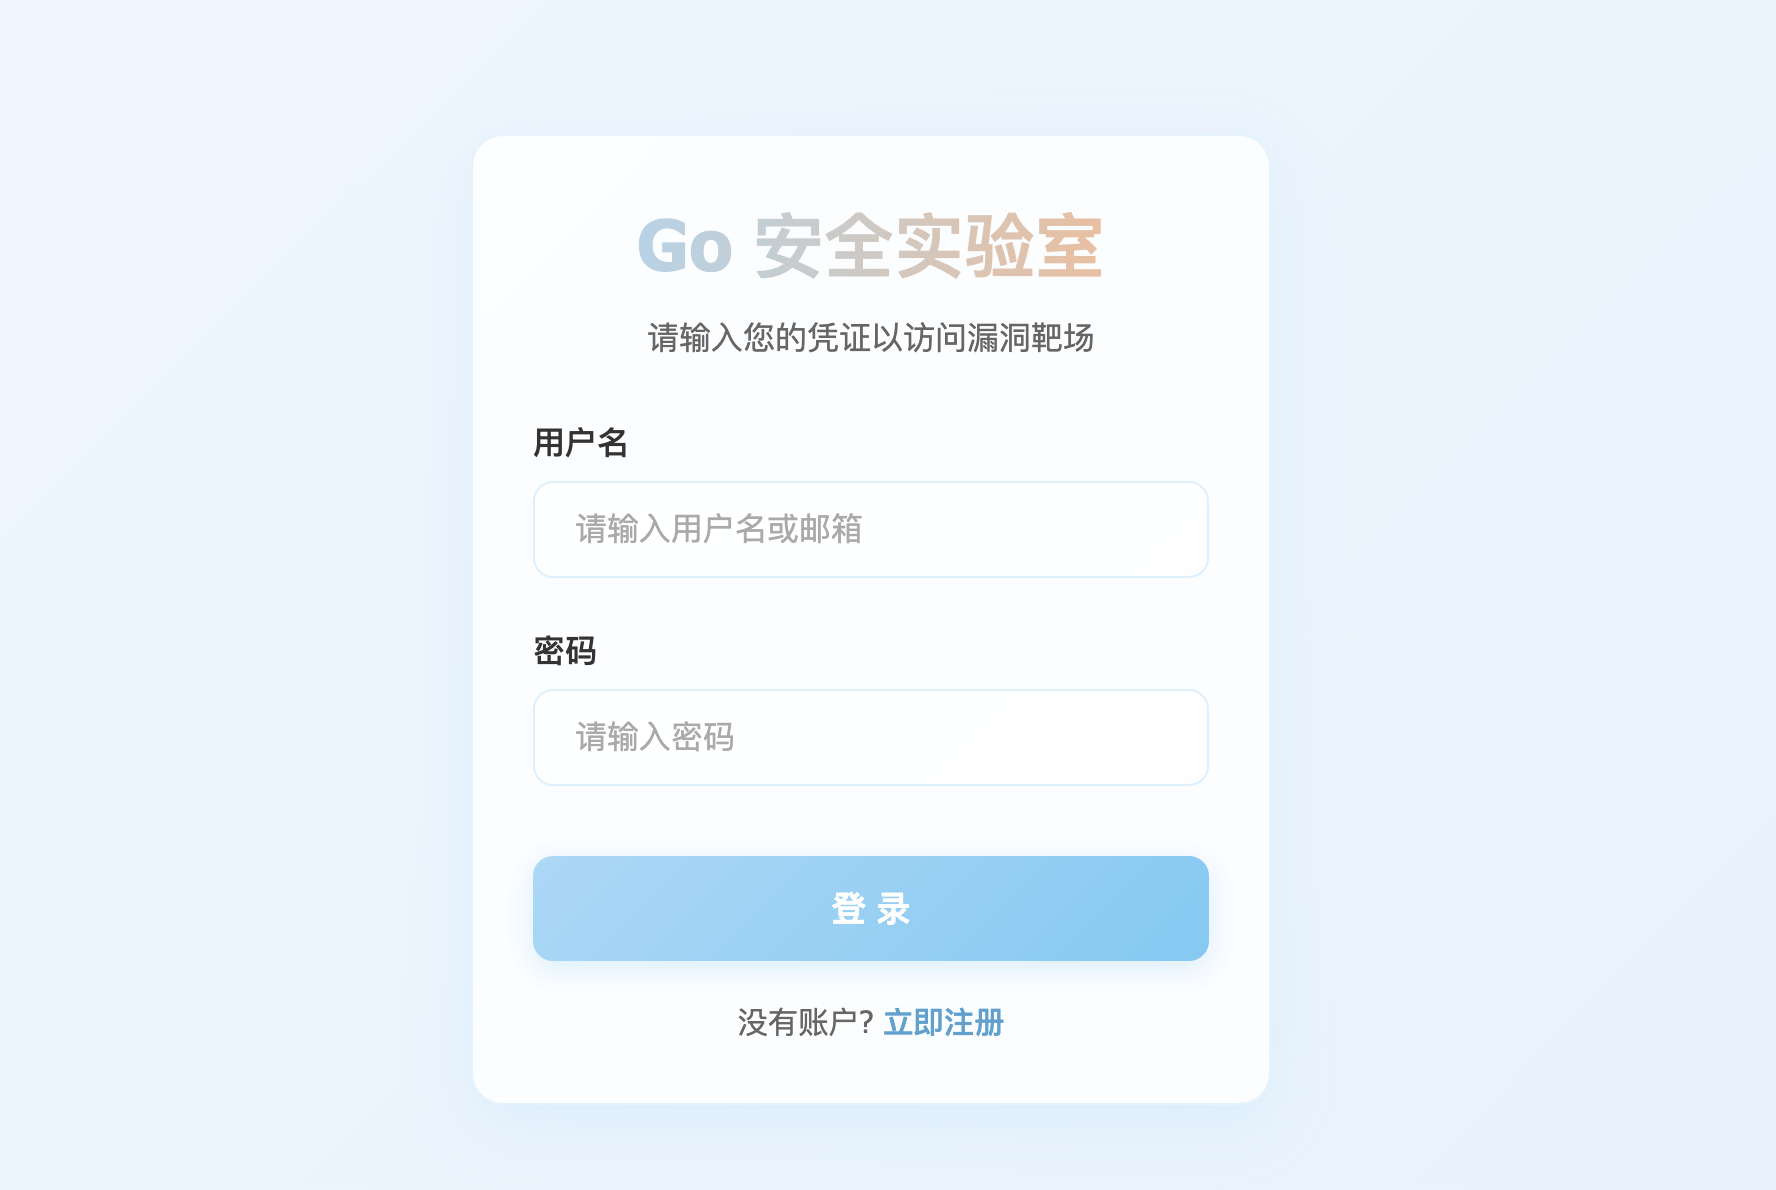 Go 安全实验室
请输入您的凭证以访问漏洞靶场
用户名
请输入用户名或邮箱
密码
请输入密码
登 录
没有账户? 立即注册